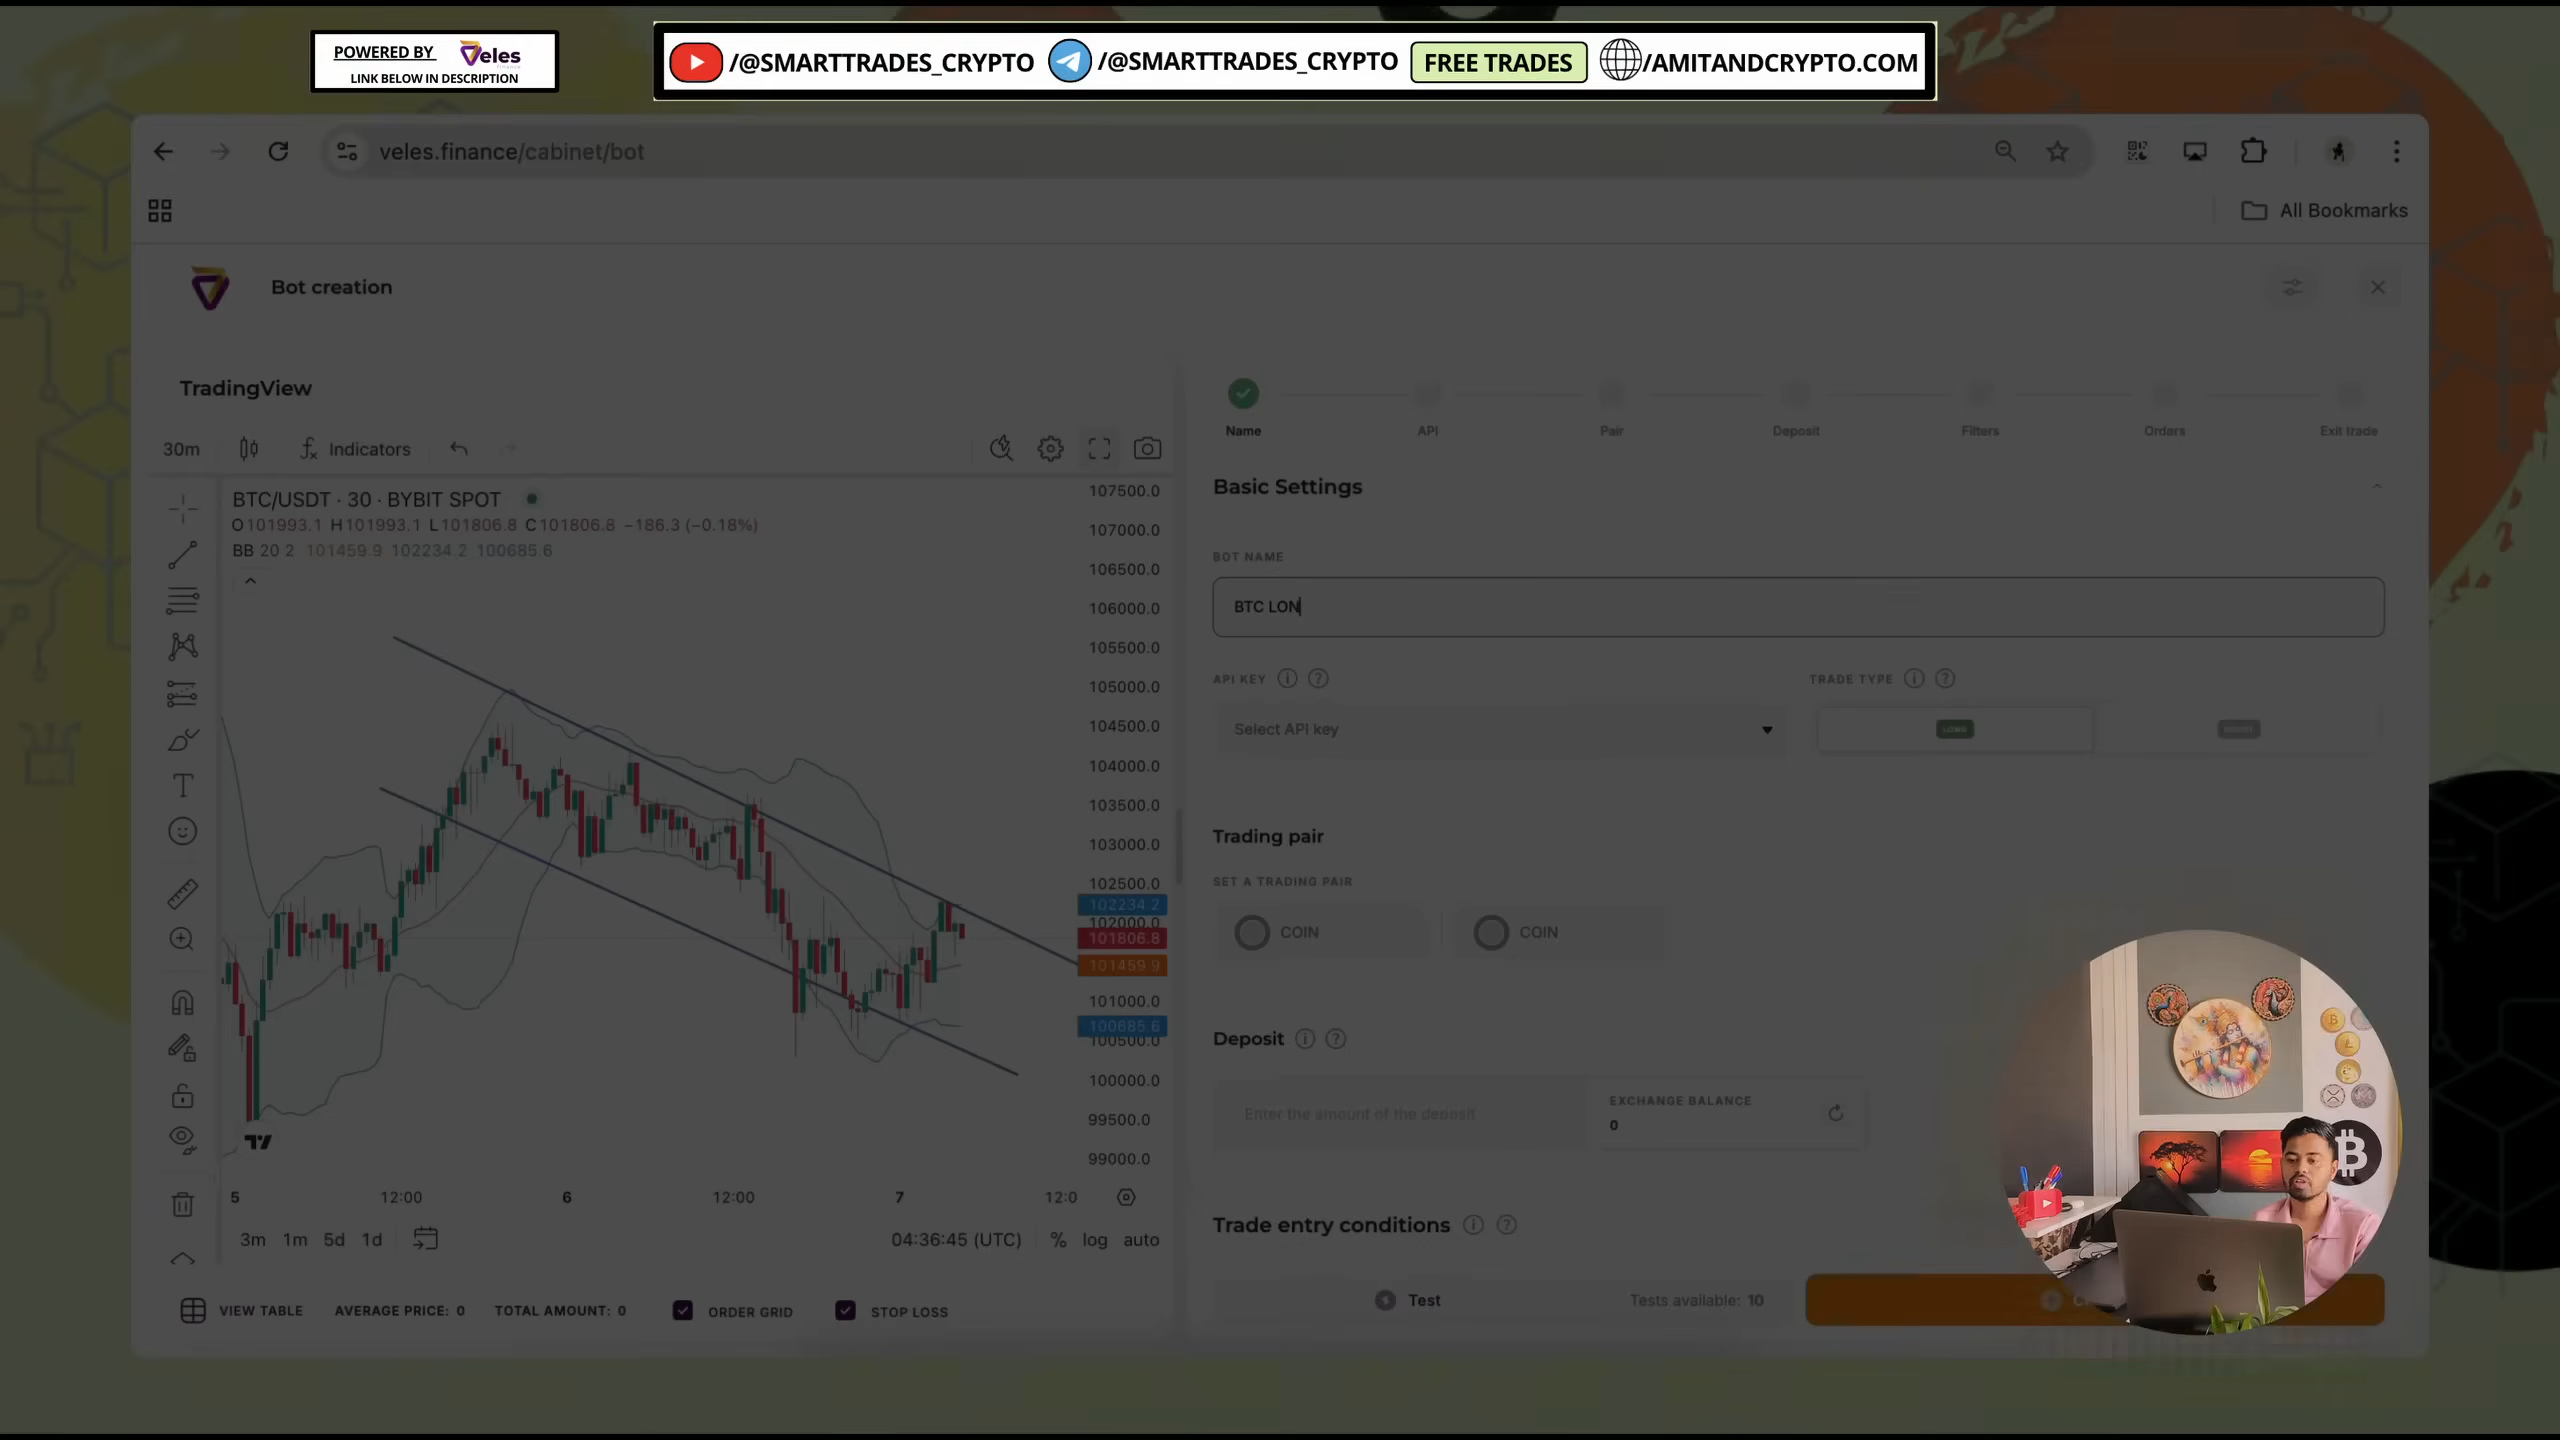 POWERED BY Veles
LINK BELOW IN DESCRIPTION
/@SMARTTRADES_CRYPTO /@SMARTTRADES_CRYPTO FREE TRADES /AMITANDCRYPTO.COM
veles.finance/cabinet/bot
All Bookmarks
Bot creation
TradingView
30m Indicators
BTC/USDT · 30 · BYBIT SPOT
O101993.1 H101993.1 L101806.8 C101806.8 −186.3 (−0.18%)
BB 20 2 101459.9 102234.2 100685.6
107500.0
107000.0
106500.0
106000.0
105500.0
105000.0
104500.0
104000.0
103500.0
103000.0
102500.0
102234.2
102000.0
101806.8
101459.9
101000.0
100685.6
100500.0
100000.0
99500.0
99000.0
5 12:00 6 12:00 7 12:0
3m 1m 5d 1d 04:36:45 (UTC) % log auto
VIEW TABLE AVERAGE PRICE: 0 TOTAL AMOUNT: 0 ORDER GRID STOP LOSS
Name API Pair Deposit Filters Orders Exit trade
Basic Settings
BOT NAME
BTC LON
API KEY TRADE TYPE
Select API key LONG SHORT
Trading pair
SET A TRADING PAIR
COIN COIN
Deposit
Enter the amount of the deposit EXCHANGE BALANCE
0
Trade entry conditions
Test Tests available: 10